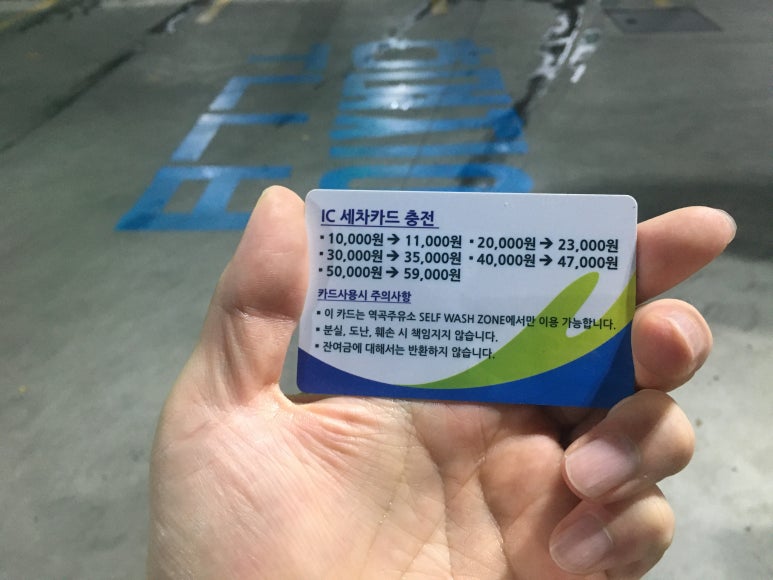 IC 세차카드 충전
▪ 10,000원 ➔ 11,000원 ▪ 20,000원 ➔ 23,000원
▪ 30,000원 ➔ 35,000원 ▪ 40,000원 ➔ 47,000원
▪ 50,000원 ➔ 59,000원
카드사용시 주의사항
▪ 이 카드는 역곡주유소 SELF WASH ZONE에서만 이용 가능합니다.
▪ 분실, 도난, 훼손 시 책임지지 않습니다.
▪ 잔여금에 대해서는 반환하지 않습니다.